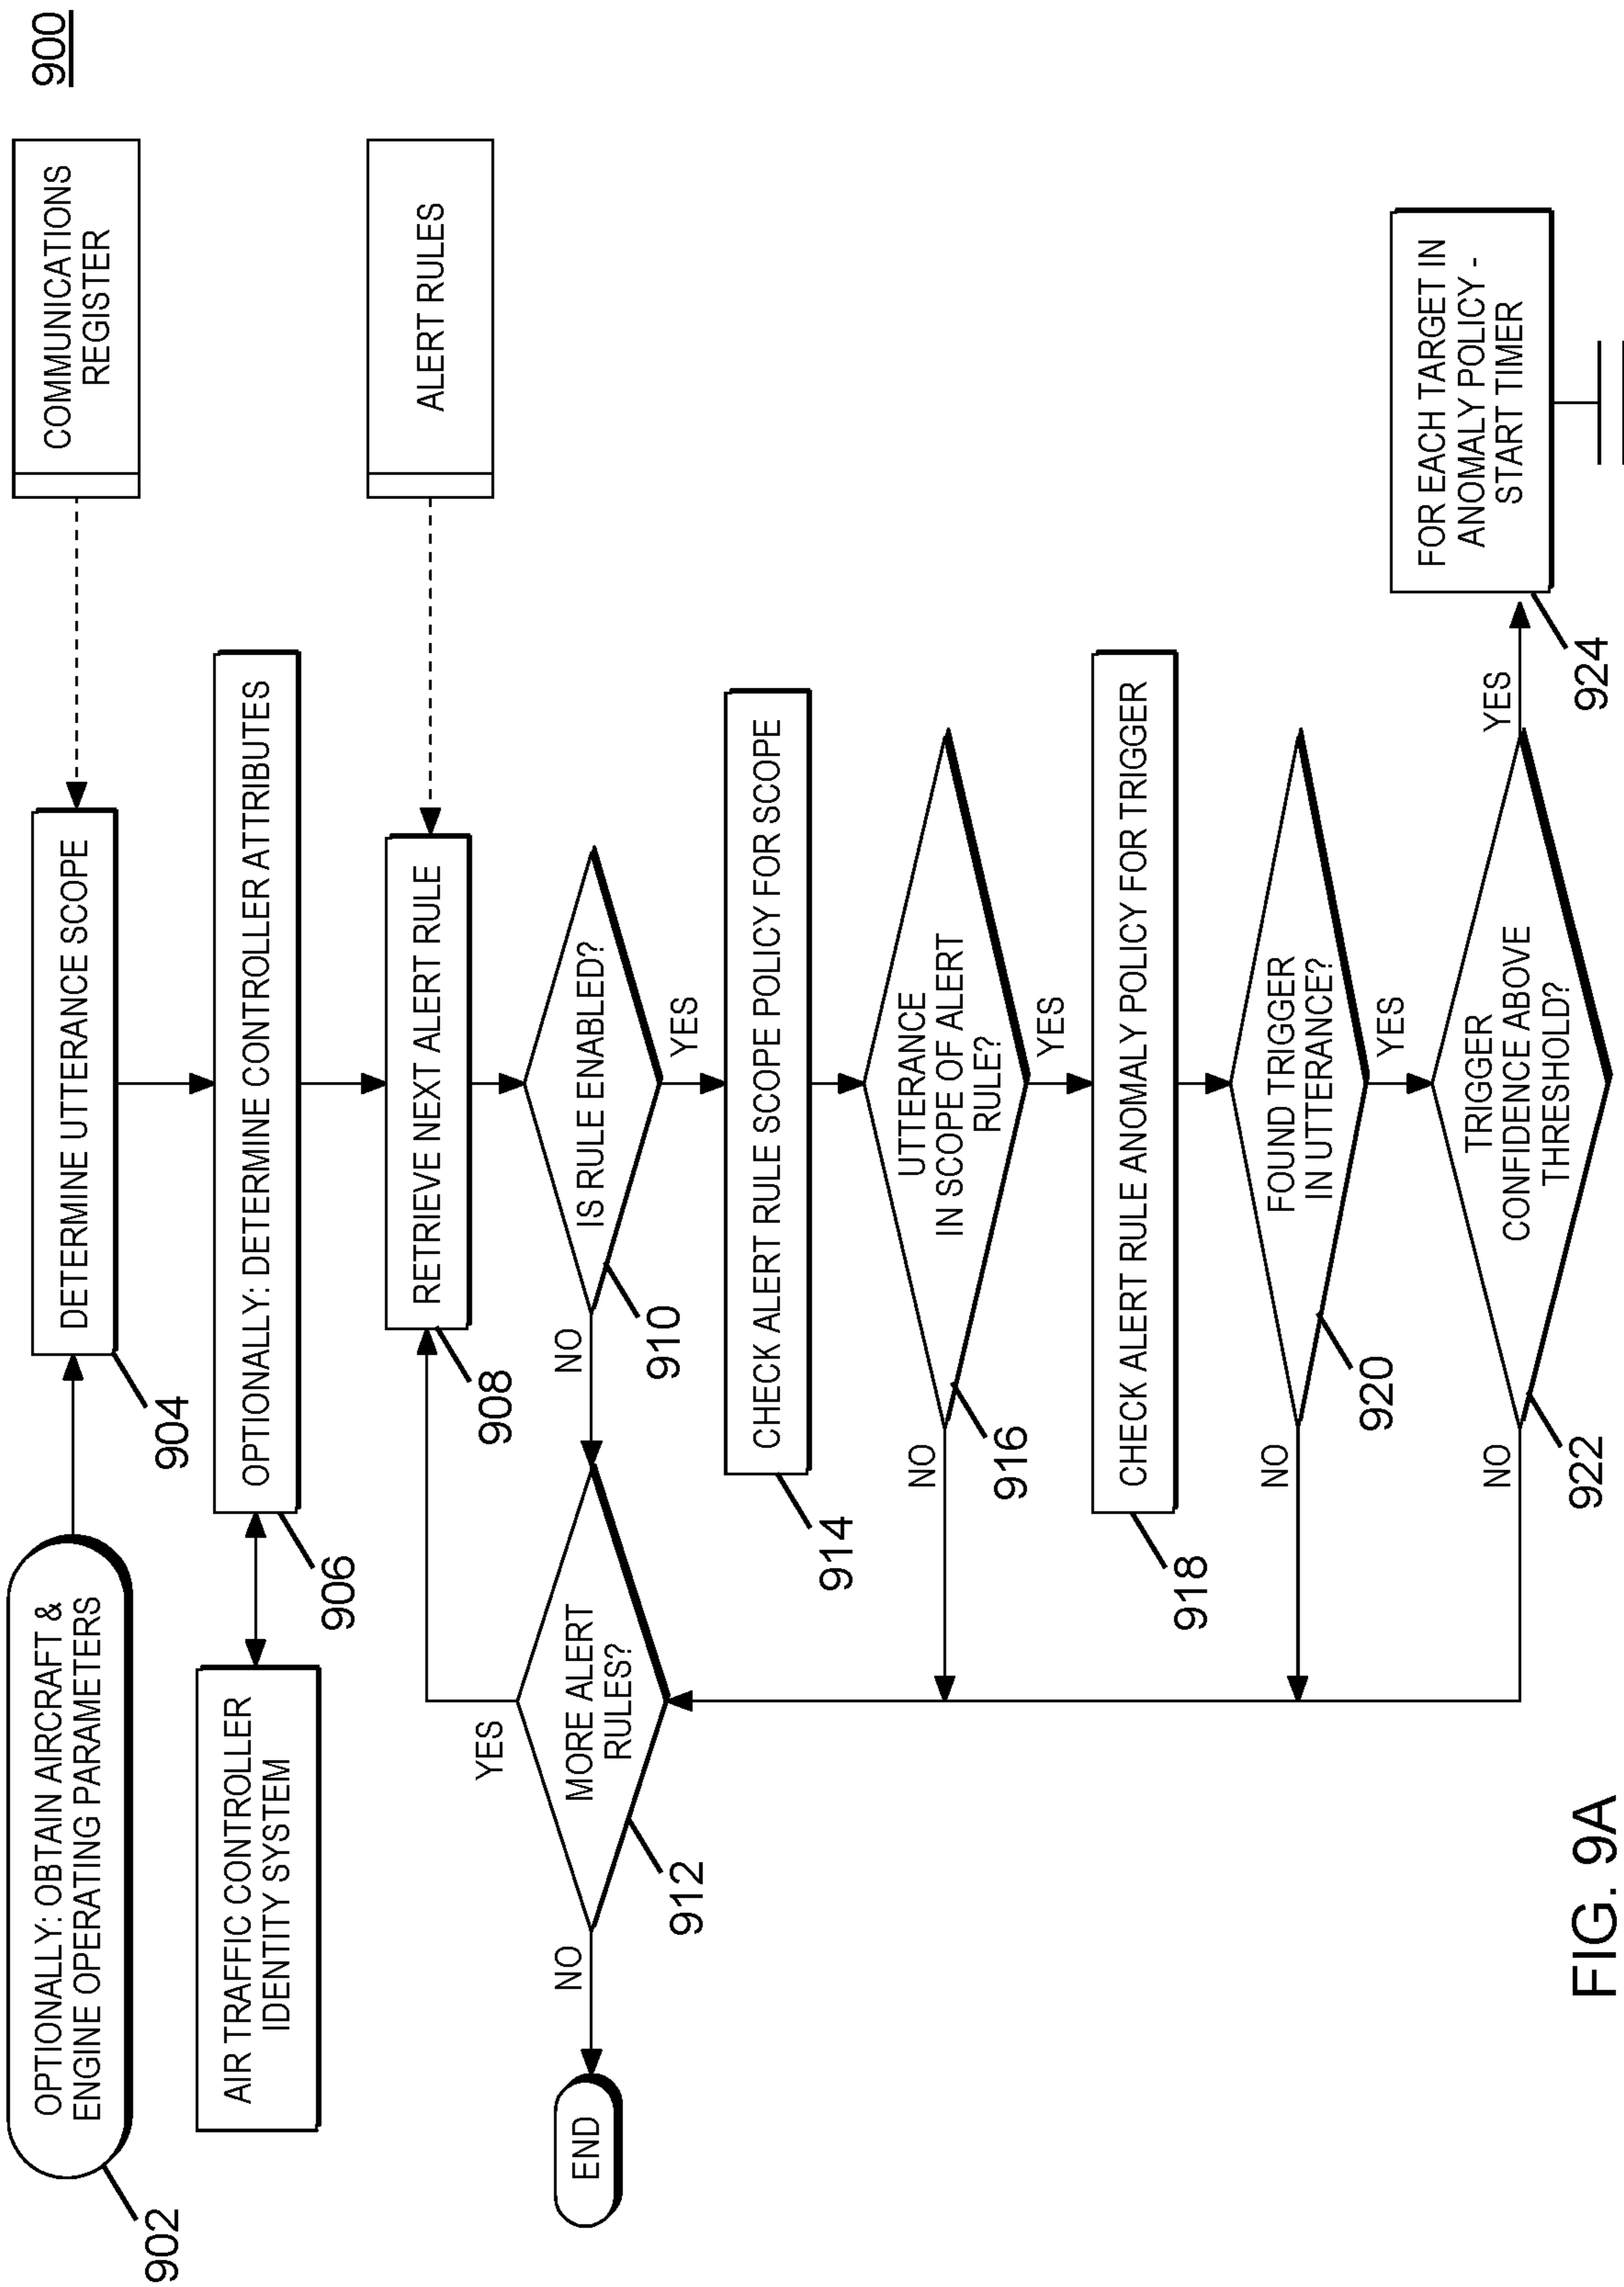 900
OPTIONALLY: OBTAIN AIRCRAFT &
ENGINE OPERATING PARAMETERS
902
DETERMINE UTTERANCE SCOPE
904
COMMUNICATIONS
REGISTER
AIR TRAFFIC CONTROLLER
IDENTITY SYSTEM
OPTIONALLY: DETERMINE CONTROLLER ATTRIBUTES
906
RETRIEVE NEXT ALERT RULE
908
ALERT RULES
IS RULE ENABLED?
910
NO
YES
MORE ALERT
RULES?
912
YES
NO
END
CHECK ALERT RULE SCOPE POLICY FOR SCOPE
914
UTTERANCE
IN SCOPE OF ALERT
RULE?
916
NO
YES
CHECK ALERT RULE ANOMALY POLICY FOR TRIGGER
918
FOUND TRIGGER
IN UTTERANCE?
920
NO
YES
TRIGGER
CONFIDENCE ABOVE
THRESHOLD?
922
NO
YES
FOR EACH TARGET IN
ANOMALY POLICY -
START TIMER
924
FIG. 9A